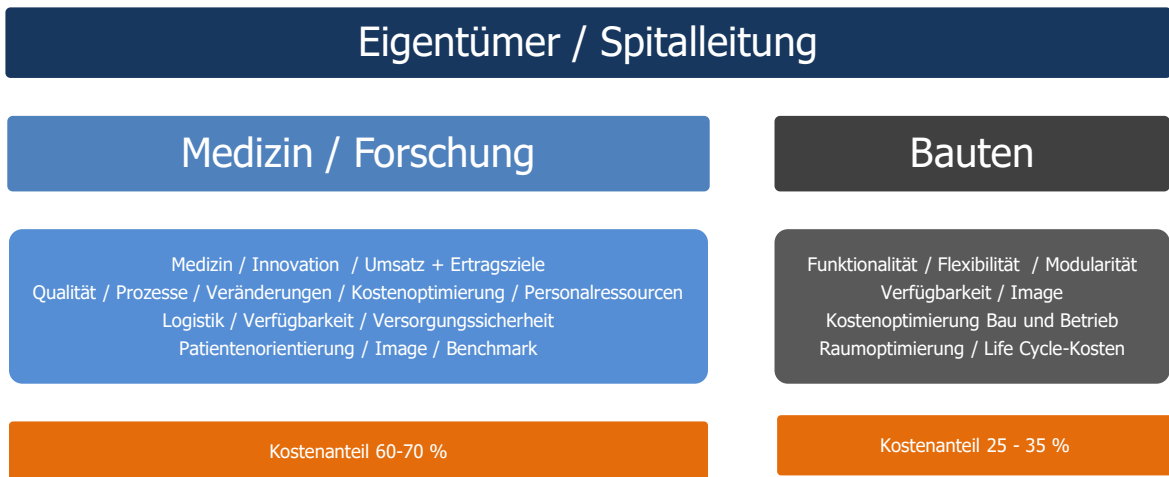 Eigentümer / Spitalleitung
Medizin / Forschung
Medizin / Innovation / Umsatz + Ertragsziele
Qualität / Prozesse / Veränderungen / Kostenoptimierung / Personalressourcen
Logistik / Verfügbarkeit / Versorgungssicherheit
Patientenorientierung / Image / Benchmark
Kostenanteil 60-70 %
Bauten
Funktionalität / Flexibilität / Modularität
Verfügbarkeit / Image
Kostenoptimierung Bau und Betrieb
Raumoptimierung / Life Cycle-Kosten
Kostenanteil 25 - 35 %